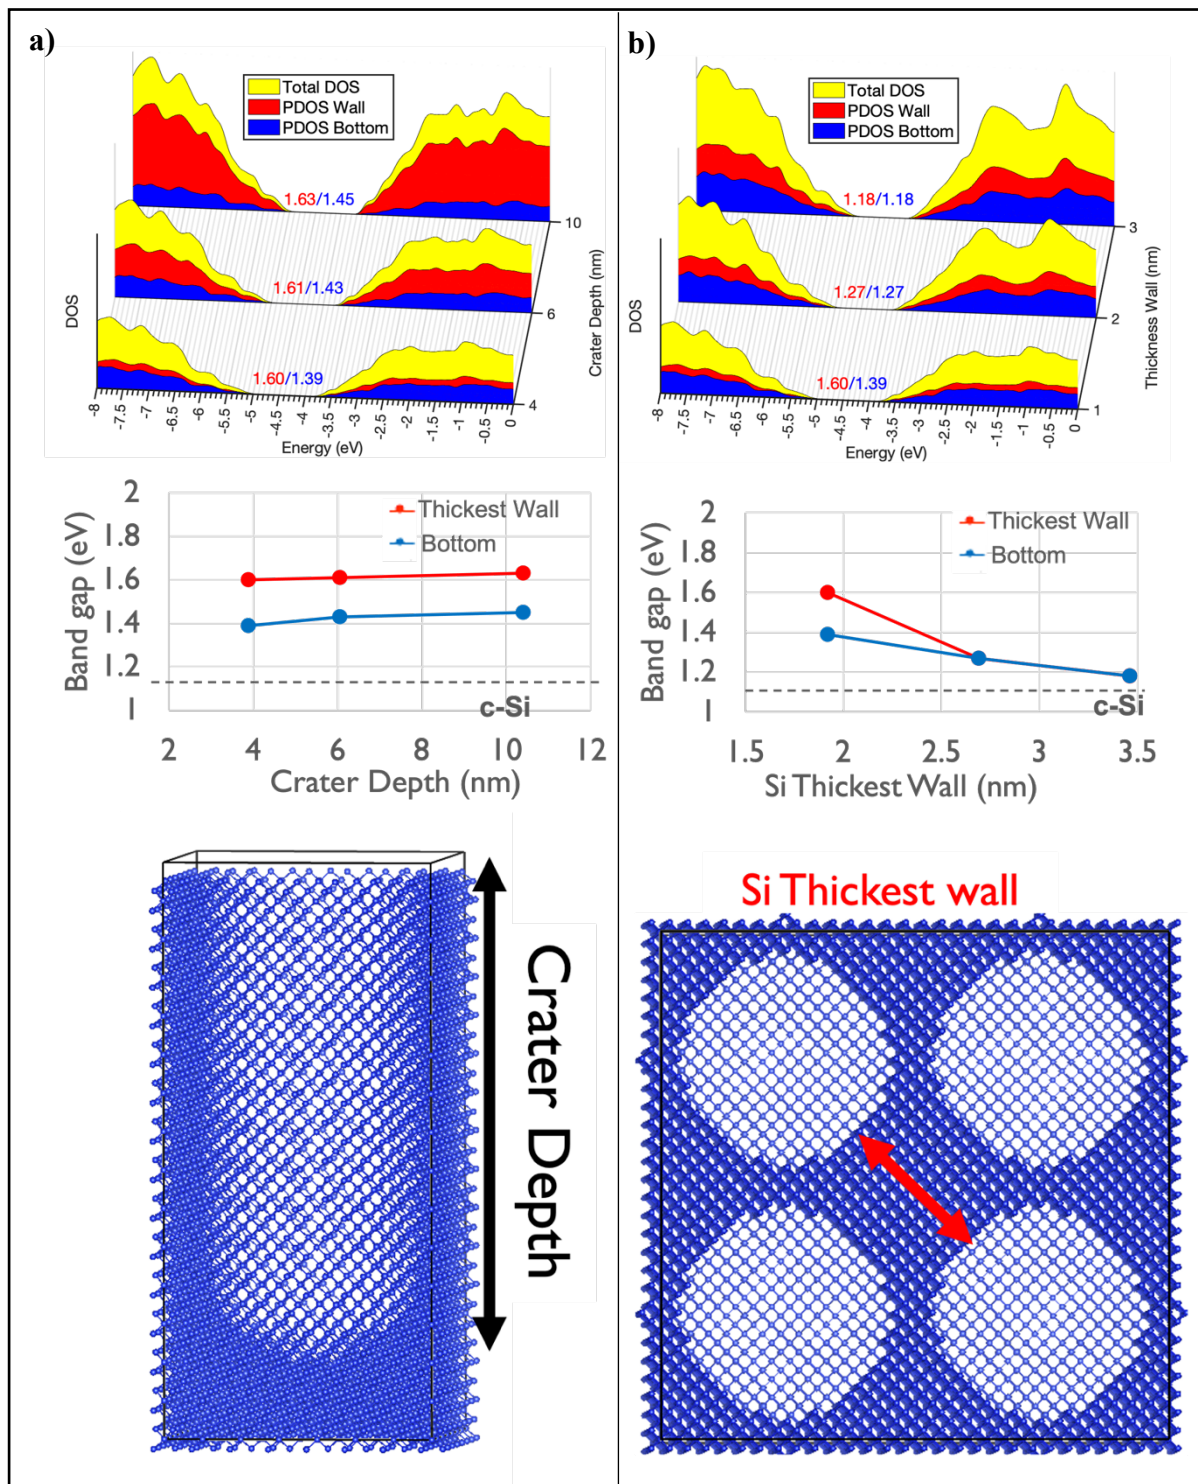 a)
Total DOS
PDOS Wall
PDOS Bottom
1.63/1.45
10
1.61/1.43
6
1.60/1.39
4
DOS
Crater Depth (nm)
-8 -7.5 -7 -6.5 -6 -5.5 -5 -4.5 -4 -3.5 -3 -2.5 -2 -1.5 -1 -0.5 0
Energy (eV)
2
1.8
1.6
1.4
1.2
1
Band gap (eV)
Thickest Wall
Bottom
c-Si
2 4 6 8 10 12
Crater Depth (nm)
Crater Depth
b)
Total DOS
PDOS Wall
PDOS Bottom
1.18/1.18
3
1.27/1.27
2
1.60/1.39
1
DOS
Thickness Wall (nm)
-8 -7.5 -7 -6.5 -6 -5.5 -5 -4.5 -4 -3.5 -3 -2.5 -2 -1.5 -1 -0.5 0
Energy (eV)
2
1.8
1.6
1.4
1.2
1
Band gap (eV)
Thickest Wall
Bottom
c-Si
1.5 2 2.5 3 3.5
Si Thickest Wall (nm)
Si Thickest wall